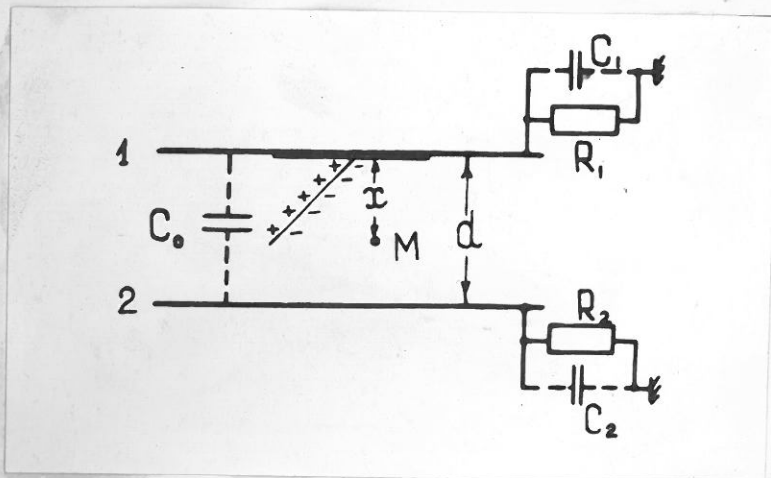 C₁
R₁
1
+ + + + + +
− − − − −
x
C₀
M
d
2
R₂
C₂